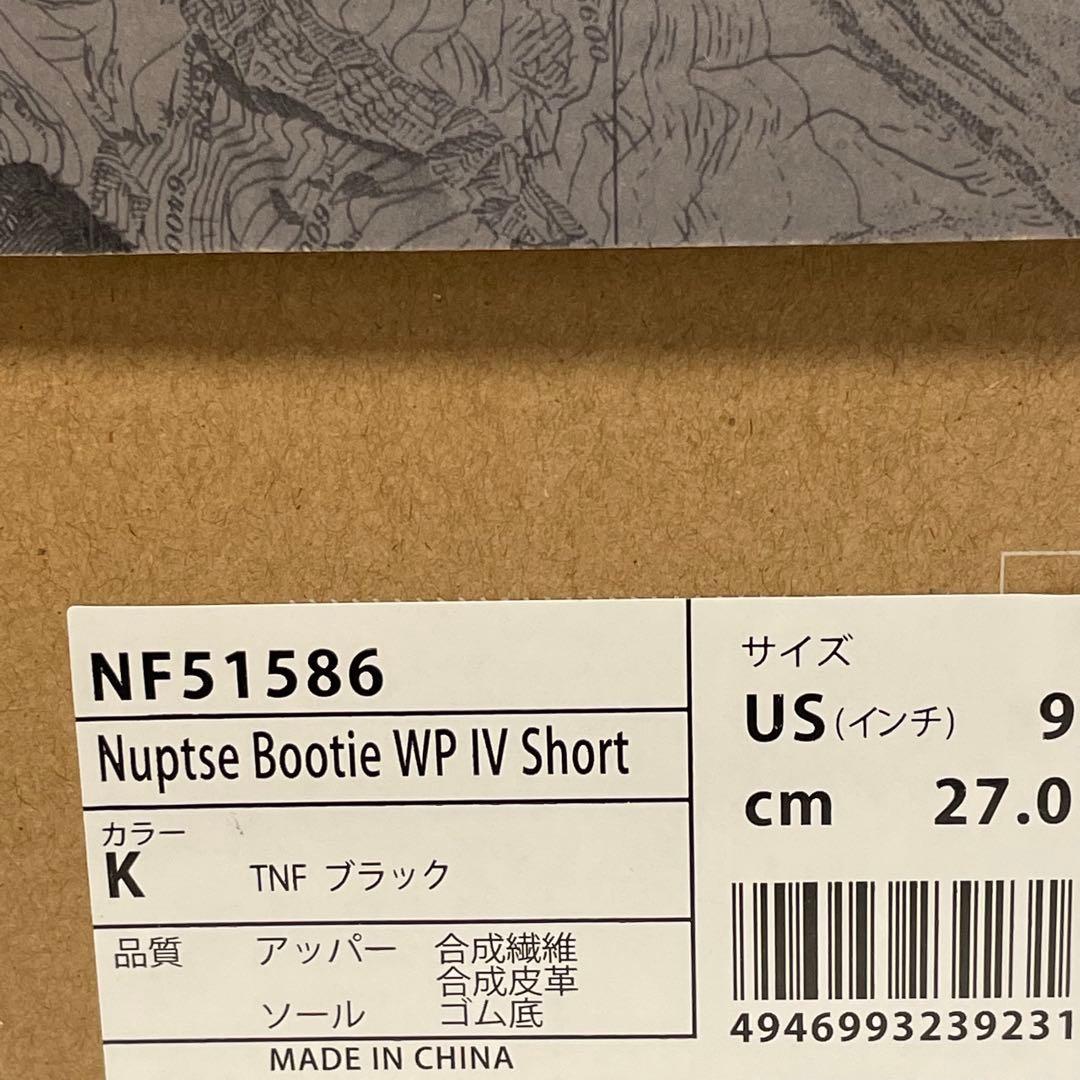 6600
6400
NF51586
Nuptse Bootie WP IV Short
カラー
K TNF ブラック
品質 アッパー 合成繊維
合成皮革
ソール ゴム底
MADE IN CHINA
サイズ
US (インチ) 9
cm 27.0
4946993239231